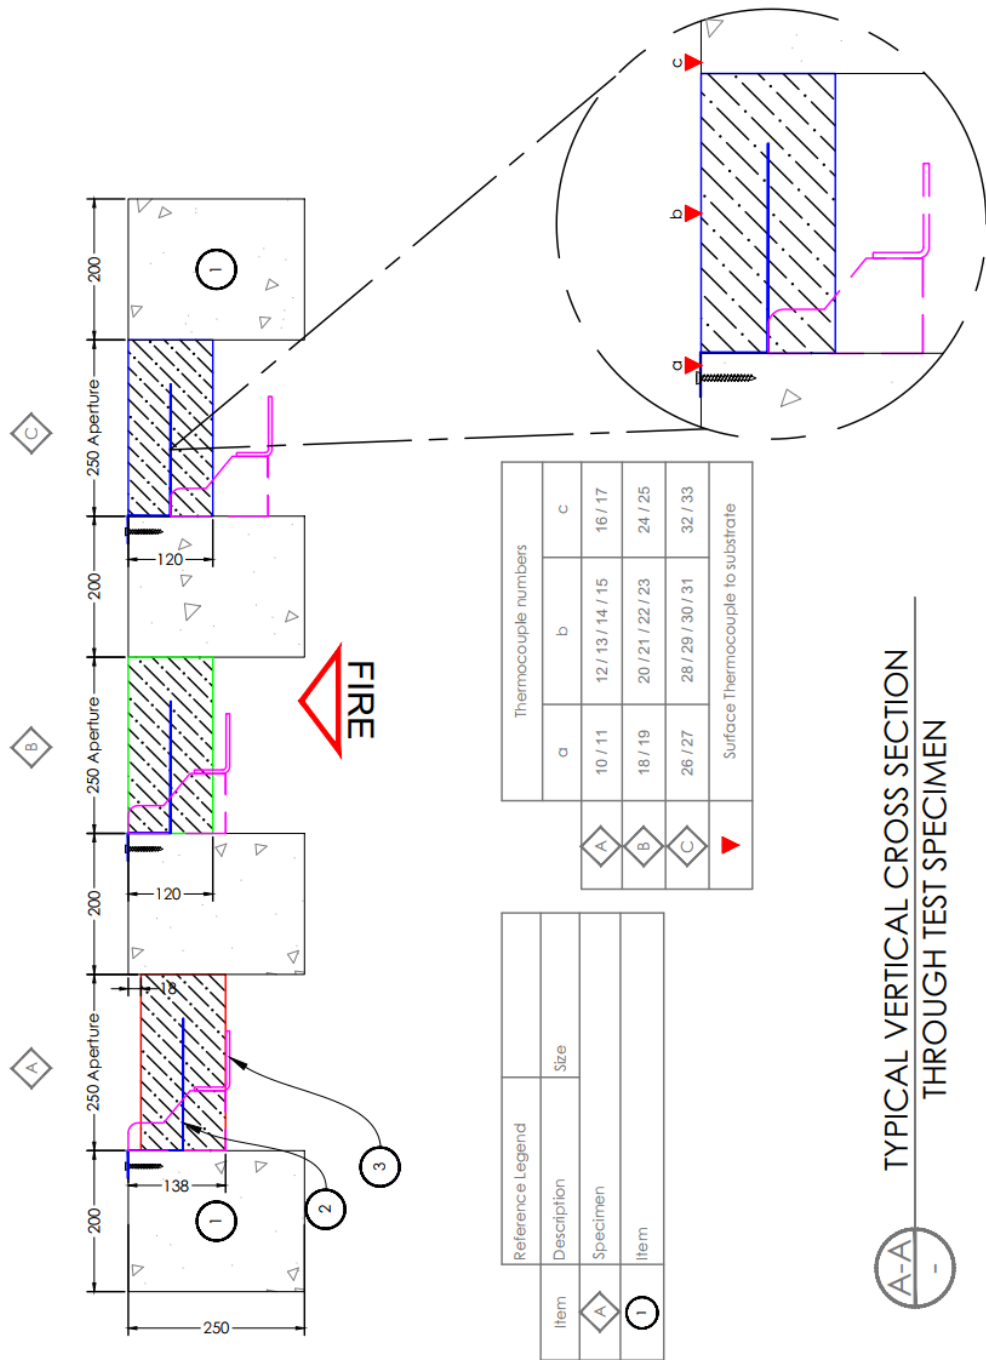 A
B
C
200
250 Aperture
200
250 Aperture
200
250 Aperture
200
250
138
18
120
120
1
2
3
1
FIRE
a
b
c
Reference Legend
Item
Description
Size
A
Specimen
1
Item
Thermocouple numbers
a
b
c
A
10 / 11
12 / 13 / 14 / 15
16 / 17
B
18 / 19
20 / 21 / 22 / 23
24 / 25
C
26 / 27
28 / 29 / 30 / 31
32 / 33
Surface Thermocouple to substrate
A-A
-
TYPICAL VERTICAL CROSS SECTION
THROUGH TEST SPECIMEN